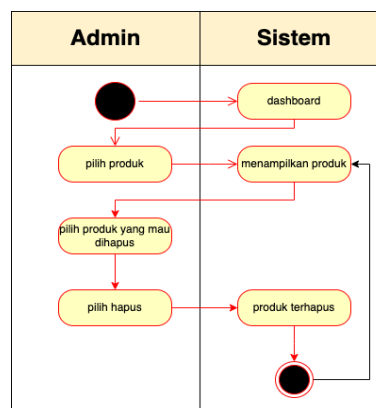 Admin
Sistem
dashboard
pilih produk
menampilkan produk
pilih produk yang mau
dihapus
pilih hapus
produk terhapus